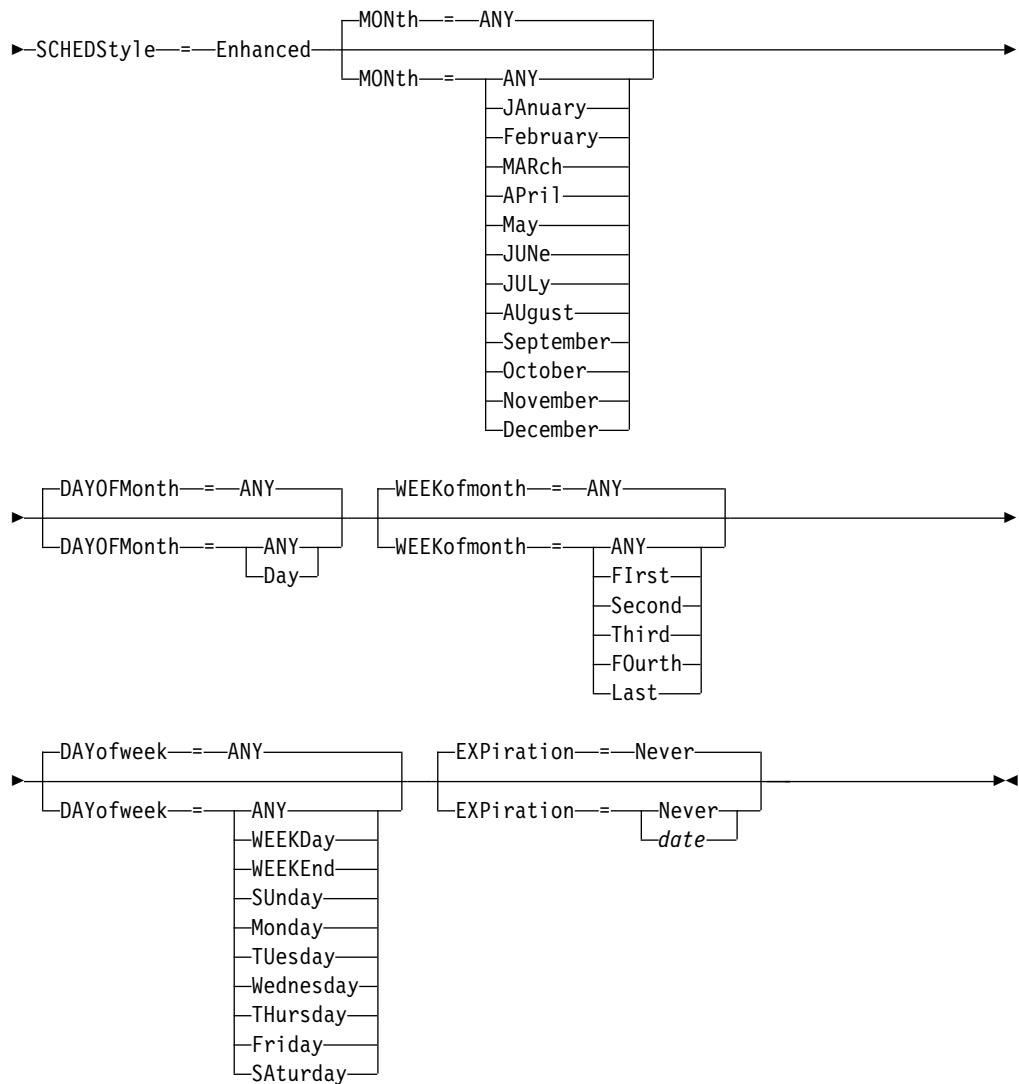 MONth = ANY
SCHEDStyle = Enhanced
MONth = ANY
JAnuary
February
MARch
APril
May
JUNe
JULy
AUgust
September
October
November
December
DAYOFMonth = ANY WEEKofmonth = ANY
DAYOFMonth = ANY WEEKofmonth = ANY
Day FIrst
Second
Third
FOurth
Last
DAYofweek = ANY EXPiration = Never
DAYofweek = ANY EXPiration = Never
WEEKDay date
WEEKEnd
SUnday
Monday
TUesday
Wednesday
THursday
Friday
SAturday